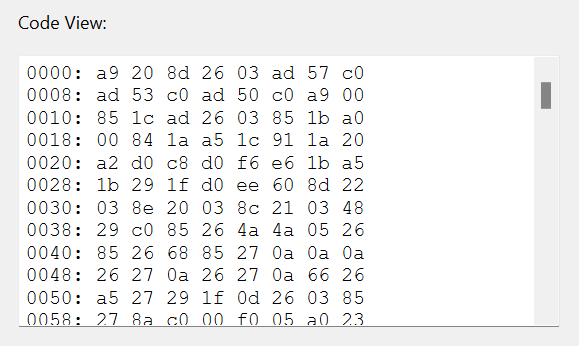 Code View:
0000: a9 20 8d 26 03 ad 57 c0
0008: ad 53 c0 ad 50 c0 a9 00
0010: 85 1c ad 26 03 85 1b a0
0018: 00 84 1a a5 1c 91 1a 20
0020: a2 d0 c8 d0 f6 e6 1b a5
0028: 1b 29 1f d0 ee 60 8d 22
0030: 03 8e 20 03 8c 21 03 48
0038: 29 c0 85 26 4a 4a 05 26
0040: 85 26 68 85 27 0a 0a 0a
0048: 26 27 0a 26 27 0a 66 26
0050: a5 27 29 1f 0d 26 03 85
0058: 27 8a c0 00 f0 05 a0 23